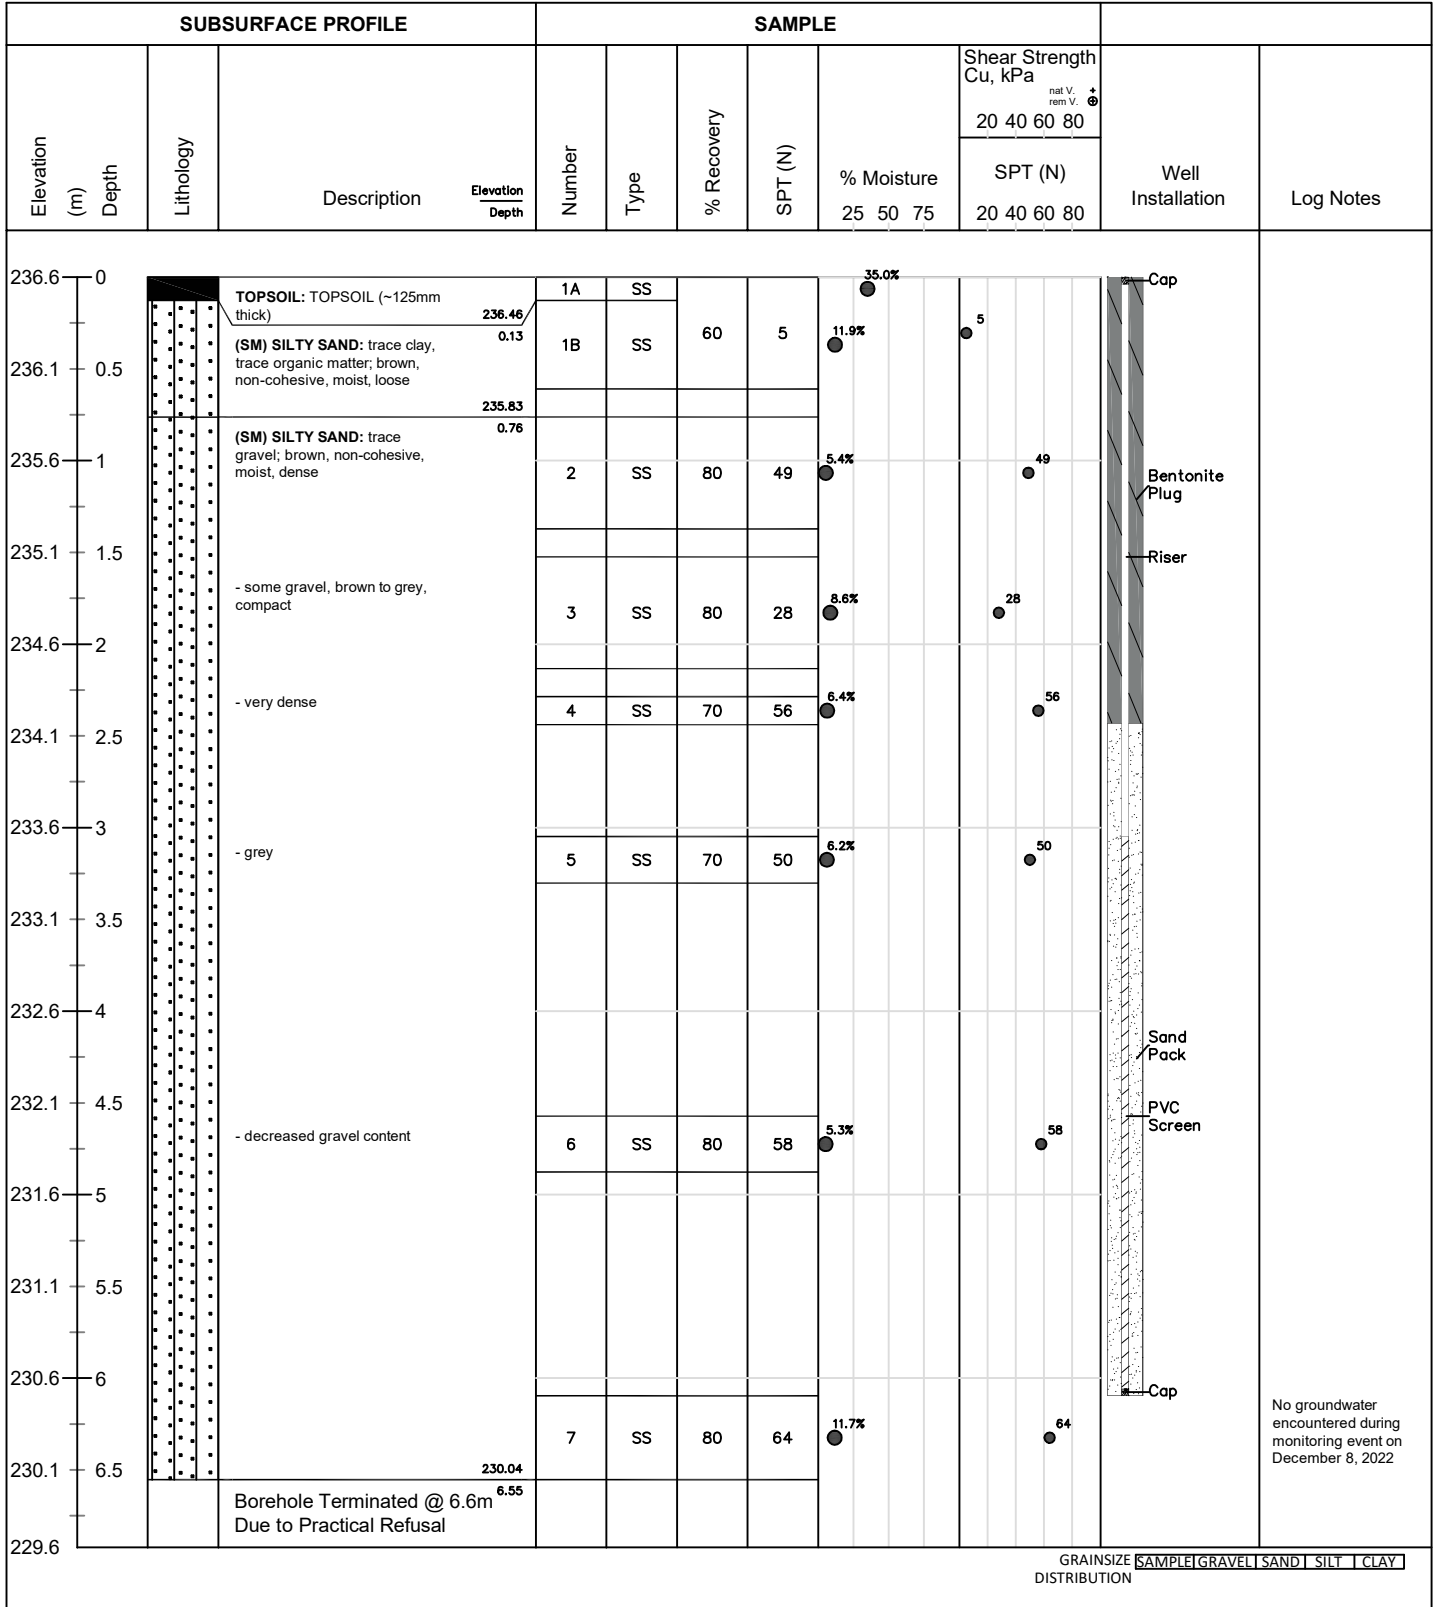 SUBSURFACE PROFILE
SAMPLE
Elevation
(m)
Depth
Lithology
Description
Elevation
Depth
Number
Type
% Recovery
SPT (N)
% Moisture
25 50 75
Shear Strength
Cu, kPa
nat V. +
rem V. ⊕
20 40 60 80
SPT (N)
20 40 60 80
Well
Installation
Log Notes
236.6 0
236.1 0.5
235.6 1
235.1 1.5
234.6 2
234.1 2.5
233.6 3
233.1 3.5
232.6 4
232.1 4.5
231.6 5
231.1 5.5
230.6 6
230.1 6.5
229.6
TOPSOIL: TOPSOIL (~125mm
thick)
236.46
0.13
(SM) SILTY SAND: trace clay,
trace organic matter; brown,
non-cohesive, moist, loose
235.83
0.76
(SM) SILTY SAND: trace
gravel; brown, non-cohesive,
moist, dense
- some gravel, brown to grey,
compact
- very dense
- grey
- decreased gravel content
230.04
6.55
Borehole Terminated @ 6.6m
Due to Practical Refusal
1A SS 35.0%
1B SS 60 5 11.9% 5
2 SS 80 49 5.4% 49
3 SS 80 28 8.6% 28
4 SS 70 56 6.4% 56
5 SS 70 50 6.2% 50
6 SS 80 58 5.3% 58
7 SS 80 64 11.7% 64
Cap
Bentonite
Plug
Riser
Sand
Pack
PVC
Screen
Cap
No groundwater
encountered during
monitoring event on
December 8, 2022
GRAINSIZE
DISTRIBUTION
SAMPLE GRAVEL SAND SILT CLAY